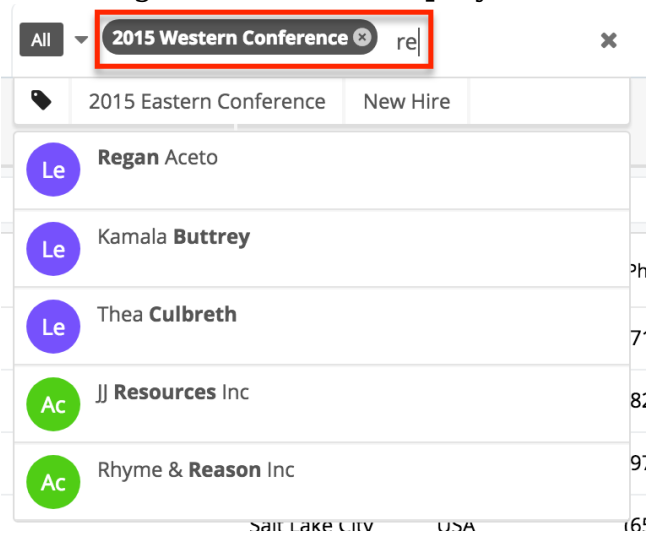 All 2015 Western Conference re
2015 Eastern Conference New Hire
Le Regan Aceto
Le Kamala Buttrey
Le Thea Culbreth
Ac JJ Resources Inc
Ac Rhyme & Reason Inc
Salt Lake City USA